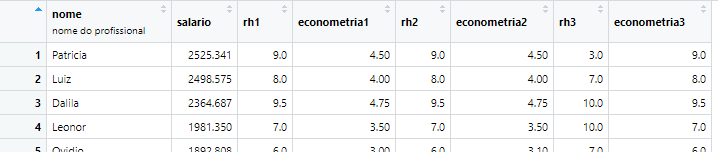 nome salario rh1 econometria1 rh2 econometria2 rh3 econometria3
nome do profissional
1 Patricia 2525.341 9.0 4.50 9.0 4.50 3.0 9.0
2 Luiz 2498.575 8.0 4.00 8.0 4.00 7.0 8.0
3 Dalila 2364.687 9.5 4.75 9.5 4.75 10.0 9.5
4 Leonor 1981.350 7.0 3.50 7.0 3.50 10.0 7.0
5 Ovidio 1892.808 6.0 3.00 6.0 3.10 7.0 6.0